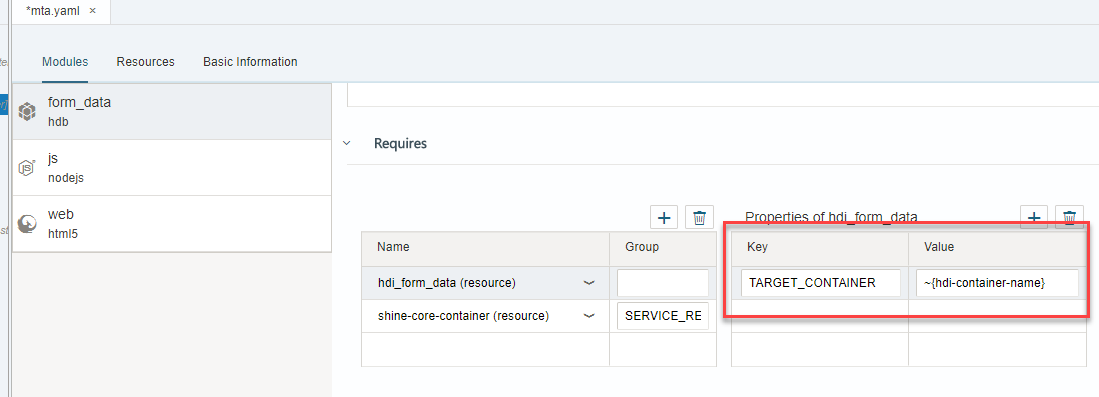 *mta.yaml ×
Modules Resources Basic Information
form_data
hdb
js
nodejs
web
html5
Requires
Properties of hdi_form_data
Name Group
Key Value
hdi_form_data (resource)
TARGET_CONTAINER ~{hdi-container-name}
shine-core-container (resource) SERVICE_RE